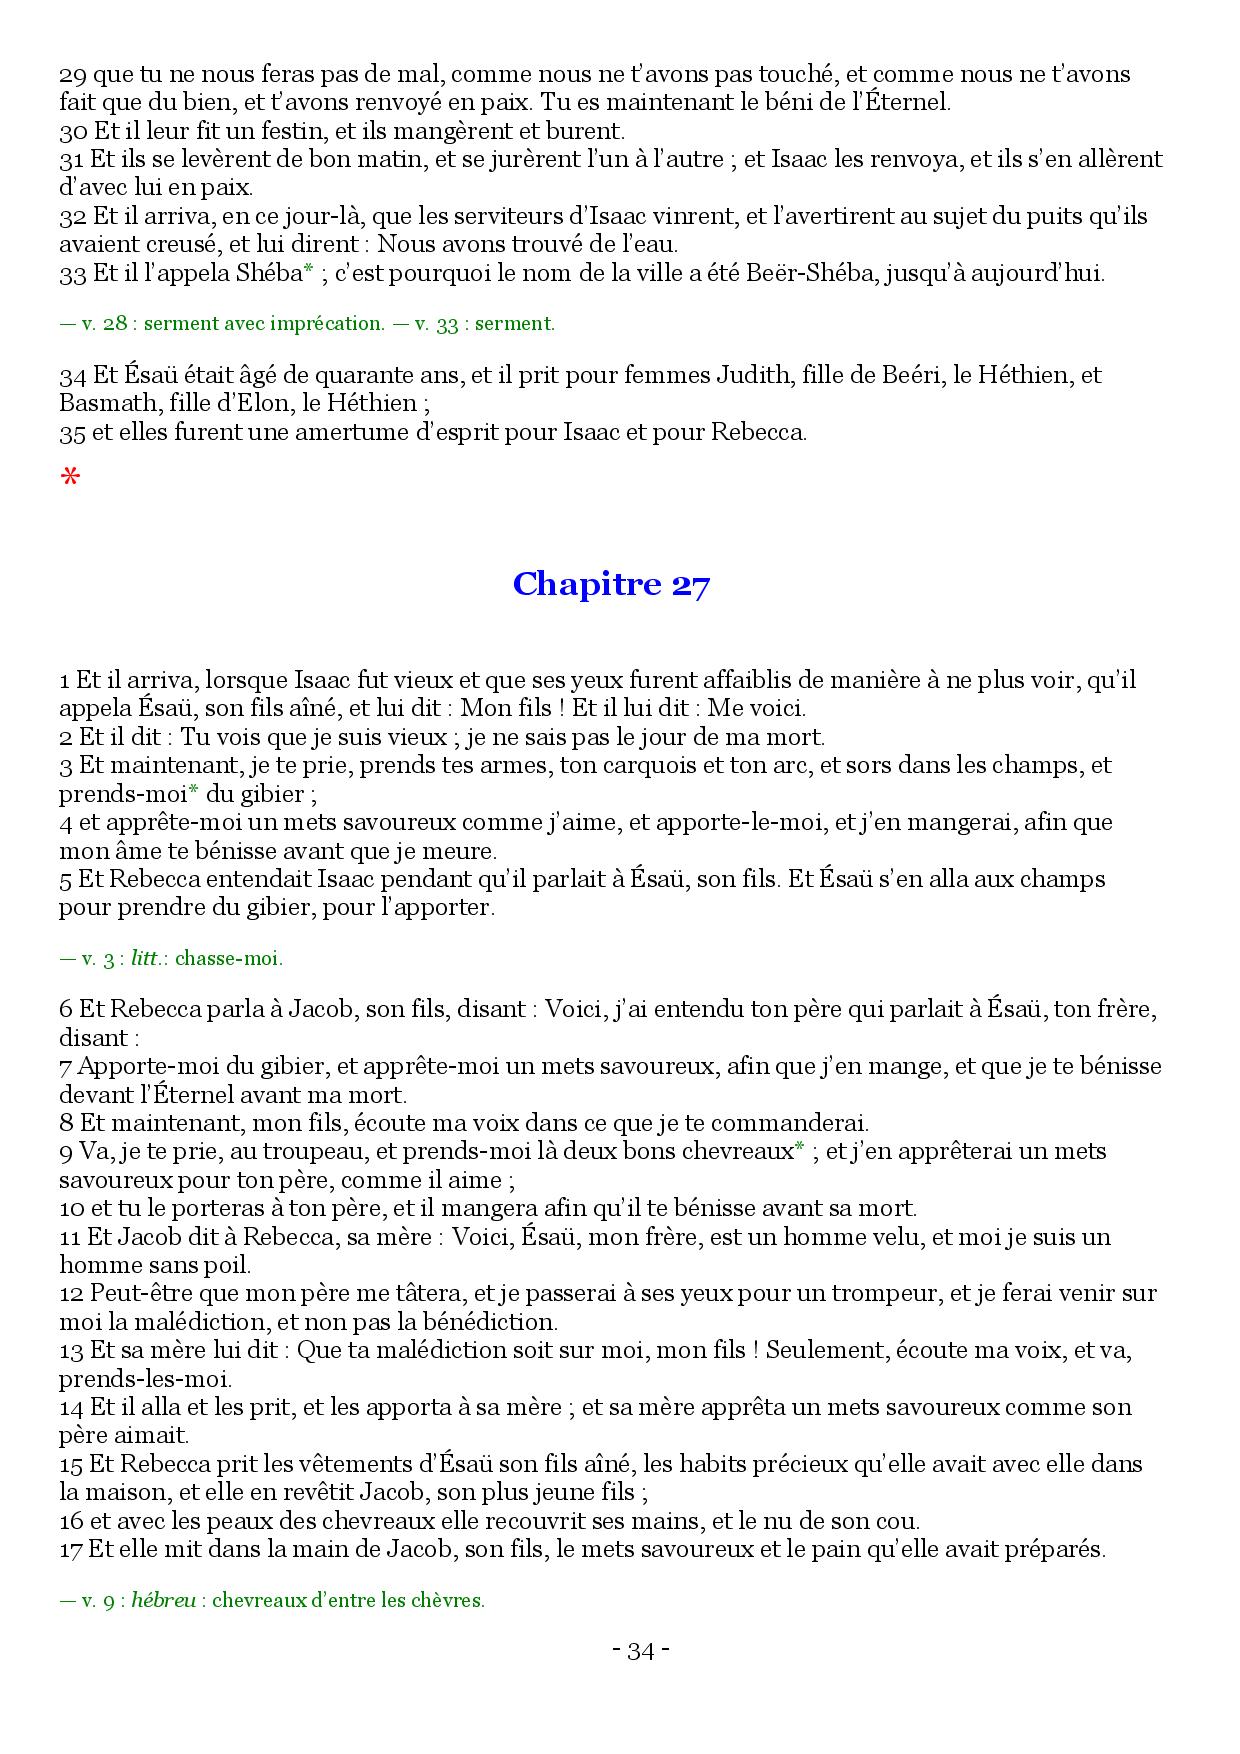 29 que tu ne nous feras pas de mal, comme nous ne t’avons pas touché, et comme nous ne t’avons
fait que du bien, et t’avons renvoyé en paix. Tu es maintenant le béni de l’Éternel.
30 Et il leur fit un festin, et ils mangèrent et burent.
31 Et ils se levèrent de bon matin, et se jurèrent l’un à l’autre ; et Isaac les renvoya, et ils s’en allèrent
d’avec lui en paix.
32 Et il arriva, en ce jour-là, que les serviteurs d’Isaac vinrent, et l’avertirent au sujet du puits qu’ils
avaient creusé, et lui dirent : Nous avons trouvé de l’eau.
33 Et il l’appela Shéba* ; c’est pourquoi le nom de la ville a été Beër-Shéba, jusqu’à aujourd’hui.
— v. 28 : serment avec imprécation. — v. 33 : serment.
34 Et Ésaü était âgé de quarante ans, et il prit pour femmes Judith, fille de Beéri, le Héthien, et
Basmath, fille d’Elon, le Héthien ;
35 et elles furent une amertume d’esprit pour Isaac et pour Rebecca.
*
Chapitre 27
1 Et il arriva, lorsque Isaac fut vieux et que ses yeux furent affaiblis de manière à ne plus voir, qu’il
appela Ésaü, son fils aîné, et lui dit : Mon fils ! Et il lui dit : Me voici.
2 Et il dit : Tu vois que je suis vieux ; je ne sais pas le jour de ma mort.
3 Et maintenant, je te prie, prends tes armes, ton carquois et ton arc, et sors dans les champs, et
prends-moi* du gibier ;
4 et apprête-moi un mets savoureux comme j’aime, et apporte-le-moi, et j’en mangerai, afin que
mon âme te bénisse avant que je meure.
5 Et Rebecca entendait Isaac pendant qu’il parlait à Ésaü, son fils. Et Ésaü s’en alla aux champs
pour prendre du gibier, pour l’apporter.
— v. 3 : litt.: chasse-moi.
6 Et Rebecca parla à Jacob, son fils, disant : Voici, j’ai entendu ton père qui parlait à Ésaü, ton frère,
disant :
7 Apporte-moi du gibier, et apprête-moi un mets savoureux, afin que j’en mange, et que je te bénisse
devant l’Éternel avant ma mort.
8 Et maintenant, mon fils, écoute ma voix dans ce que je te commanderai.
9 Va, je te prie, au troupeau, et prends-moi là deux bons chevreaux* ; et j’en apprêterai un mets
savoureux pour ton père, comme il aime ;
10 et tu le porteras à ton père, et il mangera afin qu’il te bénisse avant sa mort.
11 Et Jacob dit à Rebecca, sa mère : Voici, Ésaü, mon frère, est un homme velu, et moi je suis un
homme sans poil.
12 Peut-être que mon père me tâtera, et je passerai à ses yeux pour un trompeur, et je ferai venir sur
moi la malédiction, et non pas la bénédiction.
13 Et sa mère lui dit : Que ta malédiction soit sur moi, mon fils ! Seulement, écoute ma voix, et va,
prends-les-moi.
14 Et il alla et les prit, et les apporta à sa mère ; et sa mère apprêta un mets savoureux comme son
père aimait.
15 Et Rebecca prit les vêtements d’Ésaü son fils aîné, les habits précieux qu’elle avait avec elle dans
la maison, et elle en revêtit Jacob, son plus jeune fils ;
16 et avec les peaux des chevreaux elle recouvrit ses mains, et le nu de son cou.
17 Et elle mit dans la main de Jacob, son fils, le mets savoureux et le pain qu’elle avait préparés.
— v. 9 : hébreu : chevreaux d’entre les chèvres.
- 34 -